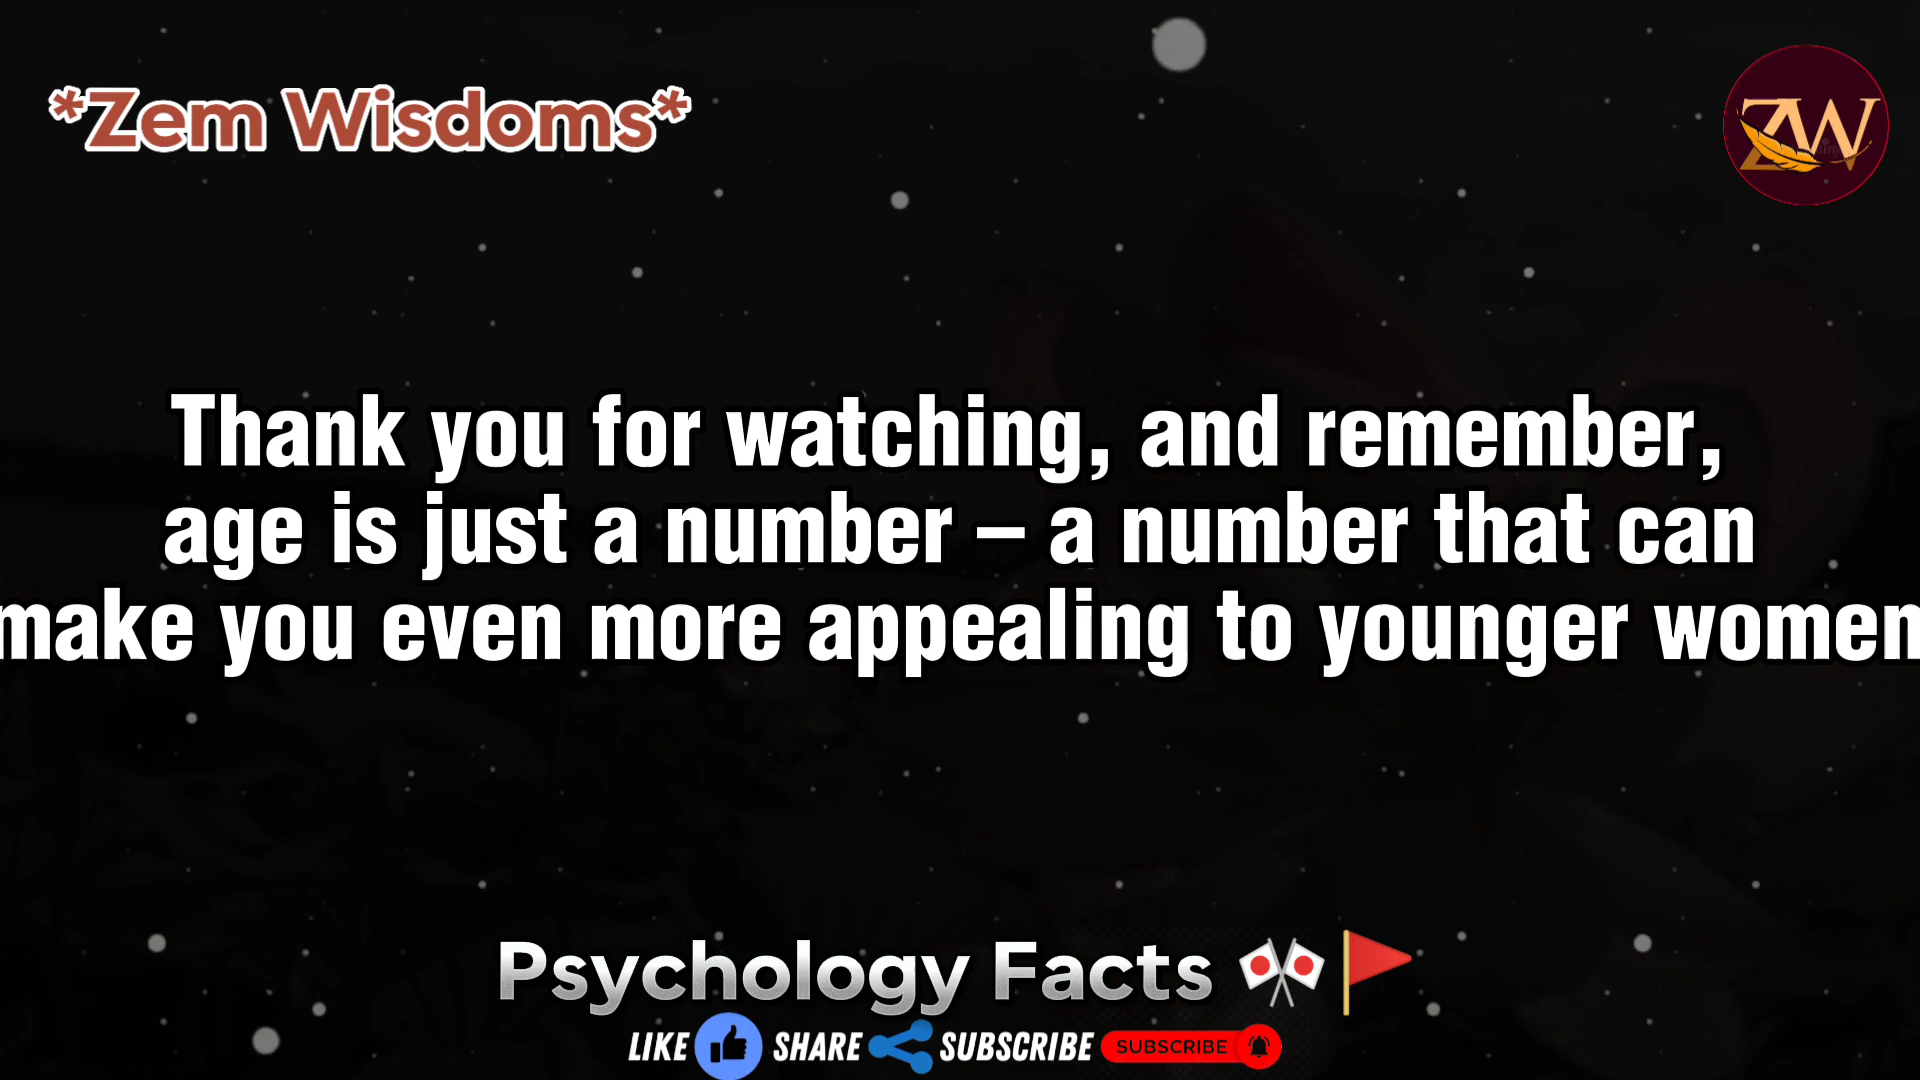 *Zem Wisdoms*
ZW
Thank you for watching, and remember,
age is just a number – a number that can
make you even more appealing to younger women
Psychology Facts
LIKE SHARE SUBSCRIBE SUBSCRIBE